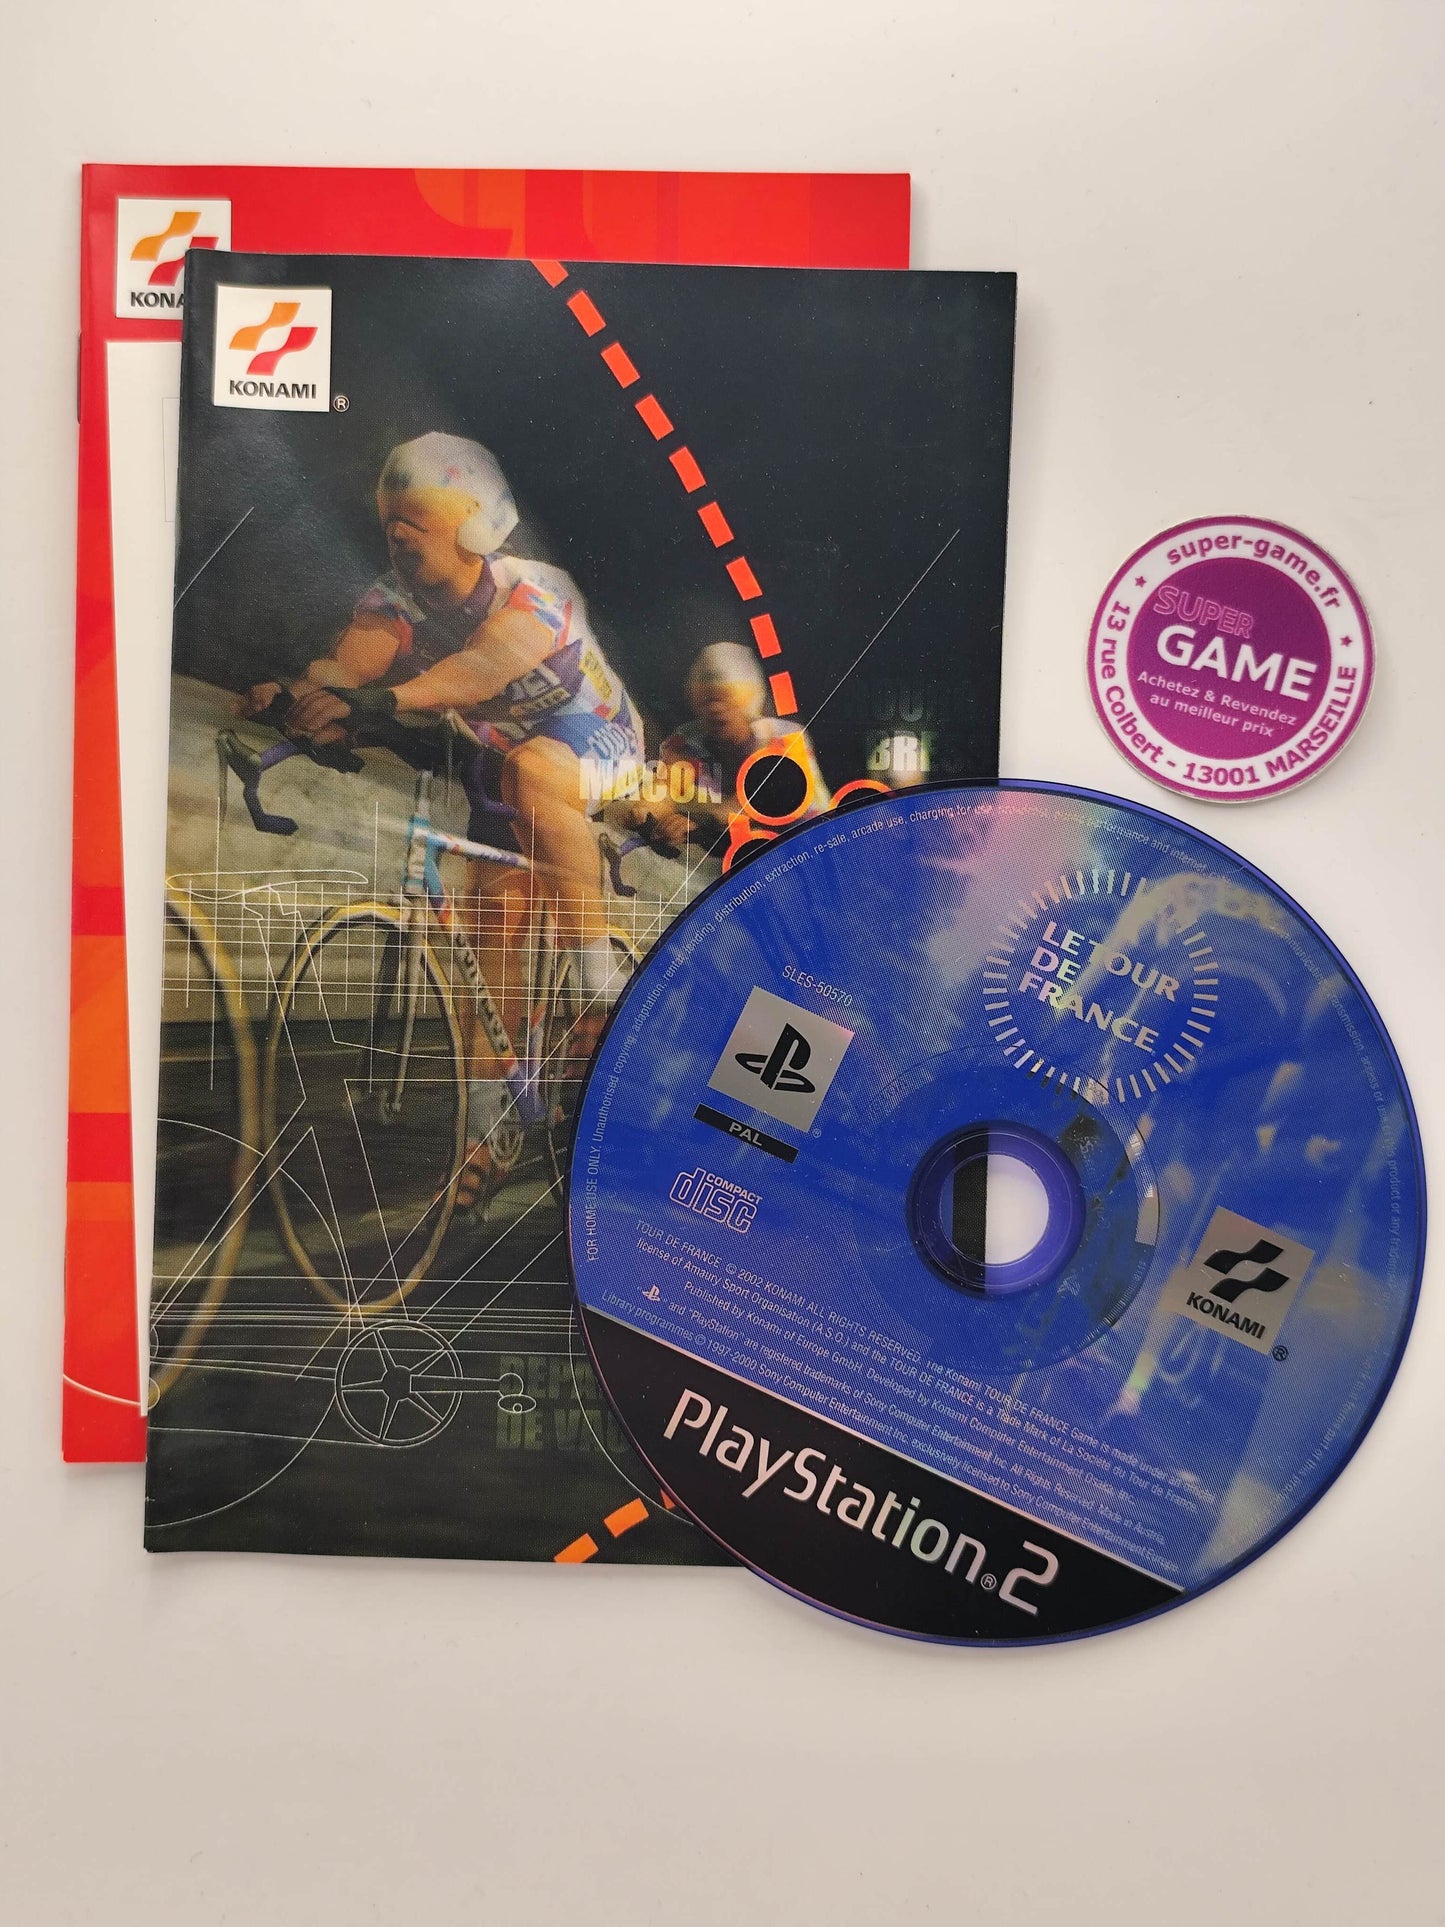 KONA
KONAMI
®
MACON
BRE
DE VA
super-game.fr
SUPER
GAME
Achetez & Revendez
au meilleur prix
13 rue Colbert - 13001 MARSEILLE
SLES-50570
LE TOUR
DE
FRANCE
PAL
®
COMPACT
disc
KONAMI
®
FOR HOME USE ONLY. Unauthorised copying, adaptation, rental, lending, distribution, extraction, re-sale, arcade use, charging for use,
TOUR DE FRANCE © 2002 KONAMI ALL RIGHTS RESERVED. The Konami TOUR DE FRANCE Game is made under an official
license of Amaury Sport Organisation (A.S.O.) and the TOUR DE FRANCE is a Trade Mark of La Société du Tour de France.
Published by Konami of Europe GmbH. Developed by Konami Computer Entertainment Osaka, Inc.
and "PlayStation" are registered trademarks of Sony Computer Entertainment Inc. All Rights Reserved. Made in Austria.
Library programmes © 1997-2000 Sony Computer Entertainment Inc. exclusively licensed to Sony Computer Entertainment Europe.
PlayStation®2